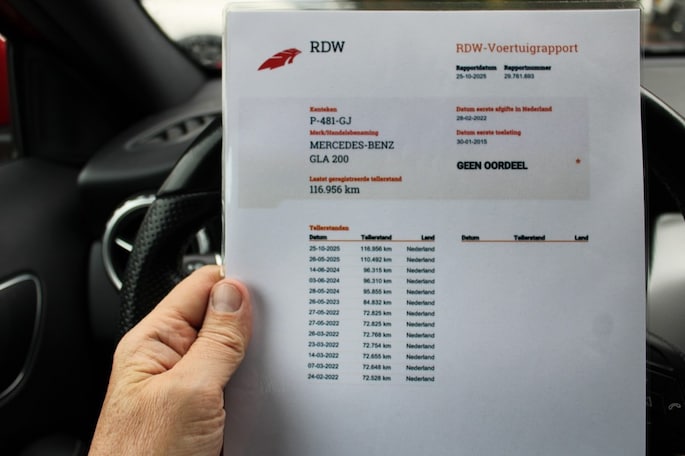 RDW
RDW-Voertuigrapport
Rapportdatum Rapportnummer
25-10-2025 29.761.893
Kenteken
P-481-GJ
Merk/Handelsbenaming
MERCEDES-BENZ
GLA 200
Laatst geregistreerde tellerstand
116.956 km
Datum eerste afgifte in Nederland
28-02-2022
Datum eerste toelating
30-01-2015
GEEN OORDEEL *
Tellerstanden
Datum Tellerstand Land
25-10-2025 116.956 km Nederland
26-05-2025 110.492 km Nederland
14-06-2024 96.315 km Nederland
03-06-2024 96.310 km Nederland
28-05-2024 95.855 km Nederland
26-05-2023 84.832 km Nederland
27-05-2022 72.825 km Nederland
27-05-2022 72.825 km Nederland
26-03-2022 72.768 km Nederland
23-03-2022 72.754 km Nederland
14-03-2022 72.655 km Nederland
07-03-2022 72.648 km Nederland
24-02-2022 72.528 km Nederland
Datum Tellerstand Land